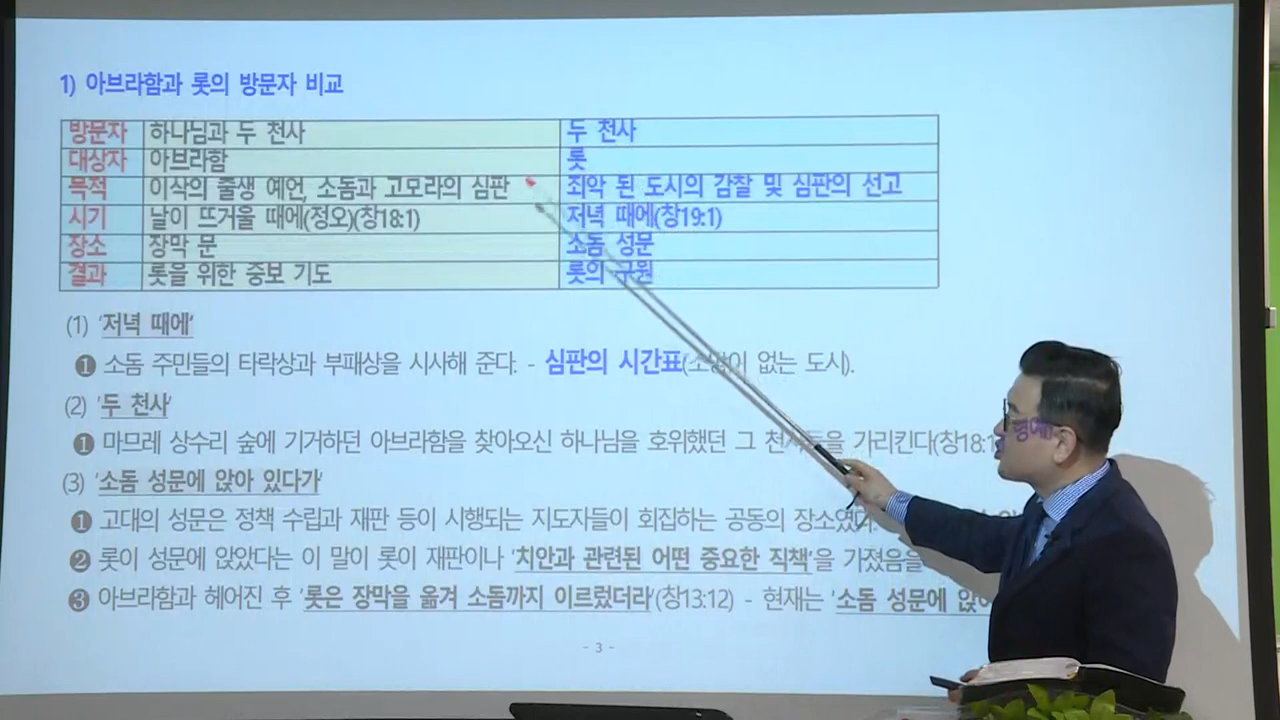 1) 아브라함과 롯의 방문자 비교
방문자 하나님과 두 천사 두 천사
대상자 아브라함 롯
목적 이삭의 출생 예언, 소돔과 고모라의 심판 죄악 된 도시의 감찰 및 심판의 선고
시기 날이 뜨거울 때에(정오)(창18:1) 저녁 때에(창19:1)
장소 장막 문 소돔 성문
결과 롯을 위한 중보 기도 롯의 구원
(1) '저녁 때에'
❶ 소돔 주민들의 타락상과 부패상을 시사해 준다. - 심판의 시간표(소망이 없는 도시).
(2) '두 천사'
❶ 마므레 상수리 숲에 기거하던 아브라함을 찾아오신 하나님을 호위했던 그 천사들을 가리킨다(창18:1
(3) '소돔 성문에 앉아 있다가'
❶ 고대의 성문은 정책 수립과 재판 등이 시행되는 지도자들이 회집하는 공동의 장소였
❷ 롯이 성문에 앉았다는 이 말이 롯이 재판이나 '치안과 관련된 어떤 중요한 직책'을 가졌음을
❸ 아브라함과 헤어진 후 '롯은 장막을 옮겨 소돔까지 이르렀더라'(창13:12) - 현재는 '소돔 성문에 앉아
- 3 -